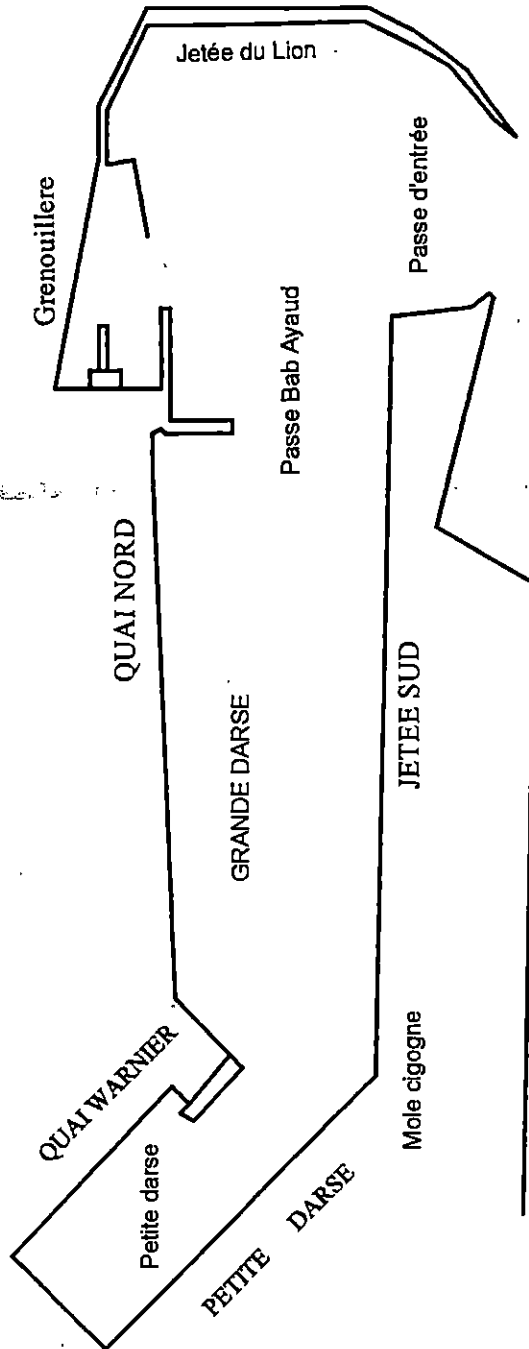 Jetée du Lion
Grenouillere
Passe d'entrée
Passe Bab Ayaud
QUAI NORD
JETEE SUD
GRANDE DARSE
QUAI WARNIER
Mole cigogne
Petite darse
PETITE DARSE